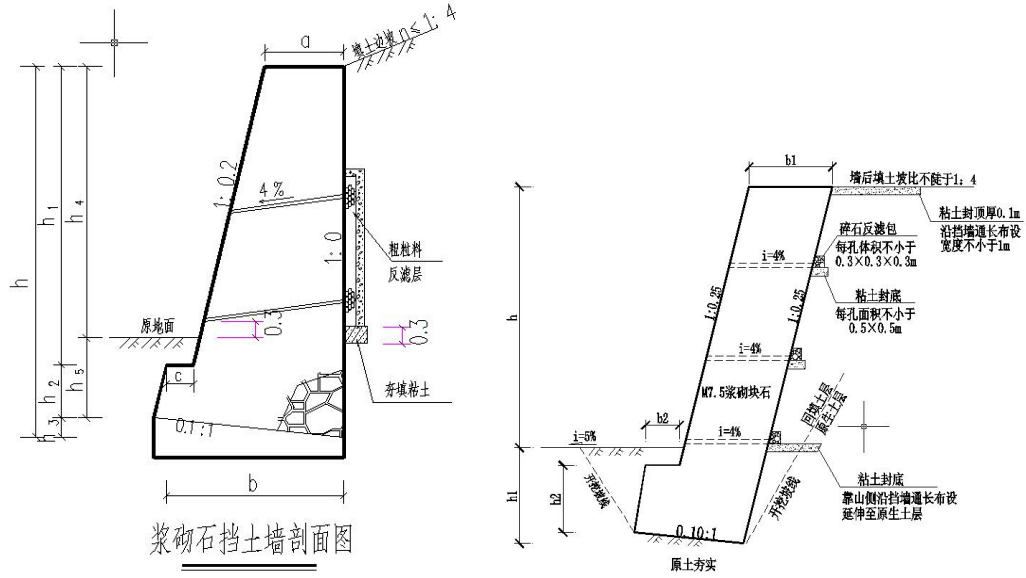 a
填土边坡 n≤1:4
h
h1
h4
1:0.2
4%
1:0
粗粒料
反滤层
原地面
0.3
0.3
c
h2
h5
h3
夯填粘土
0.1:1
b
浆砌石挡土墙剖面图
b1
墙后填土坡比不陡于1:4
粘土封顶厚0.1m
沿挡墙通长布设
宽度不小于1m
碎石反滤包
每孔体积不小于
0.3×0.3×0.3m
i=4%
1:0.25
1:0.25
粘土封底
每孔面积不小于
0.5×0.5m
h
i=4%
M7.5浆砌块石
回填土层
原生土层
b2
i=5%
i=4%
粘土封底
靠山侧沿挡墙通长布设
延伸至原生土层
开挖坡线
开挖坡线
h1
h2
0.10:1
原土夯实